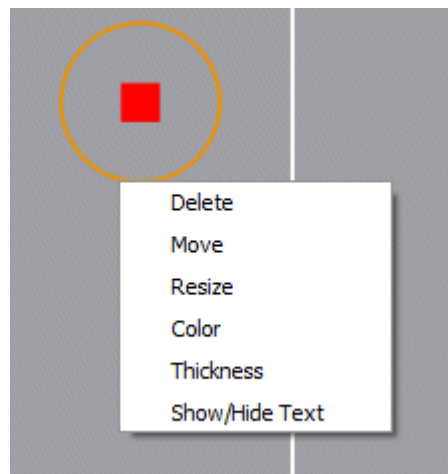 Delete
Move
Resize
Color
Thickness
Show/Hide Text